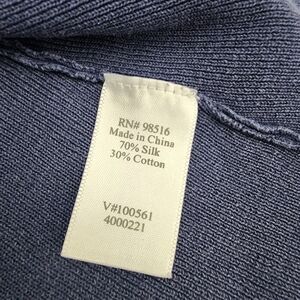 RN# 98516
Made in China
70% Silk
30% Cotton
V#100561
4000221